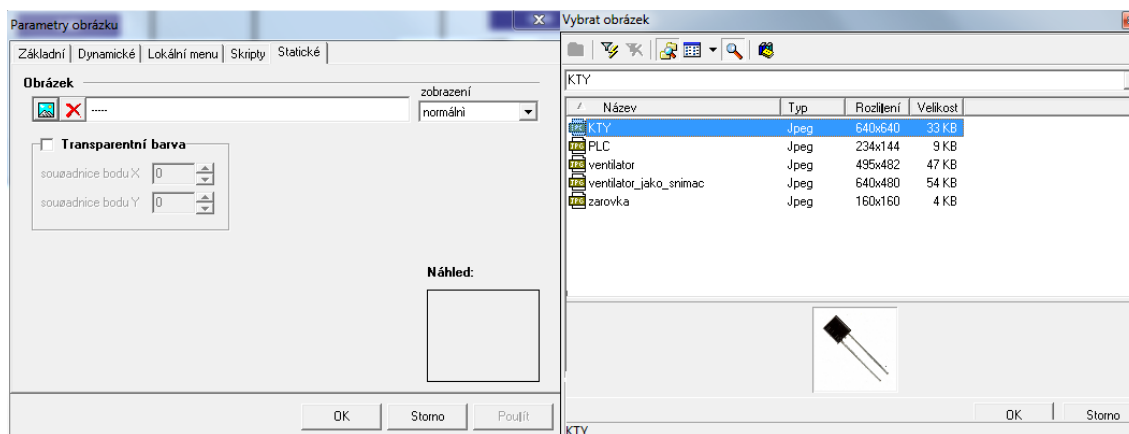 Parametry obrázku
Základní Dynamické Lokální menu Skripty Statické
Obrázek
zobrazení
-----
normálnì
Transparentní barva
souøadnice bodu X 0
souøadnice bodu Y 0
Náhled:
OK Storno Použít
Vybrat obrázek
KTY
Název Typ Rozlišení Velikost
KTY Jpeg 640x640 33 KB
PLC Jpeg 234x144 9 KB
ventilator Jpeg 495x482 47 KB
ventilator_jako_snimac Jpeg 640x480 54 KB
zarovka Jpeg 160x160 4 KB
OK Storno
KTY